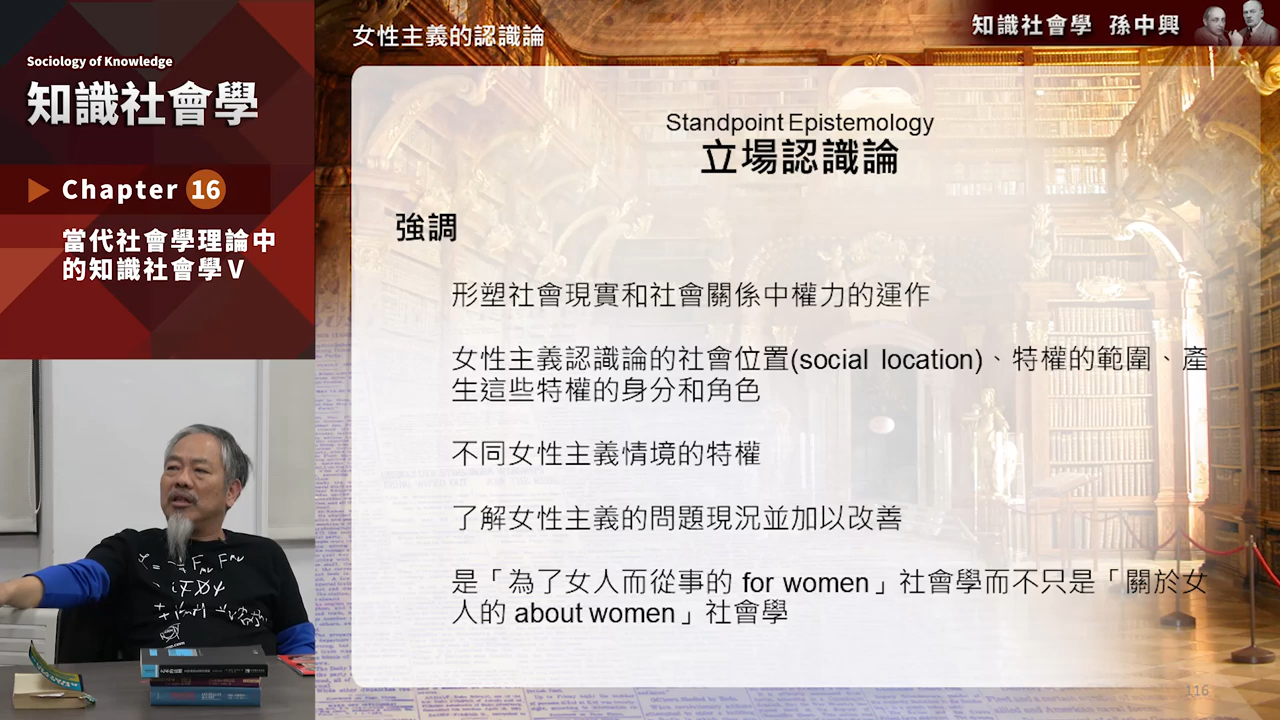 Sociology of Knowledge
知識社會學
Chapter 16
當代社會學理論中
的知識社會學 V
女性主義的認識論
知識社會學 孫中興
Standpoint Epistemology
立場認識論
強調
形塑社會現實和社會關係中權力的運作
女性主義認識論的社會位置(social location)、特權的範圍、產
生這些特權的身分和角色
不同女性主義情境的特權
了解女性主義的問題現況並加以改善
是「為了女人而從事的 for women」社會學而不只是「關於女
人的 about women」社會學
116